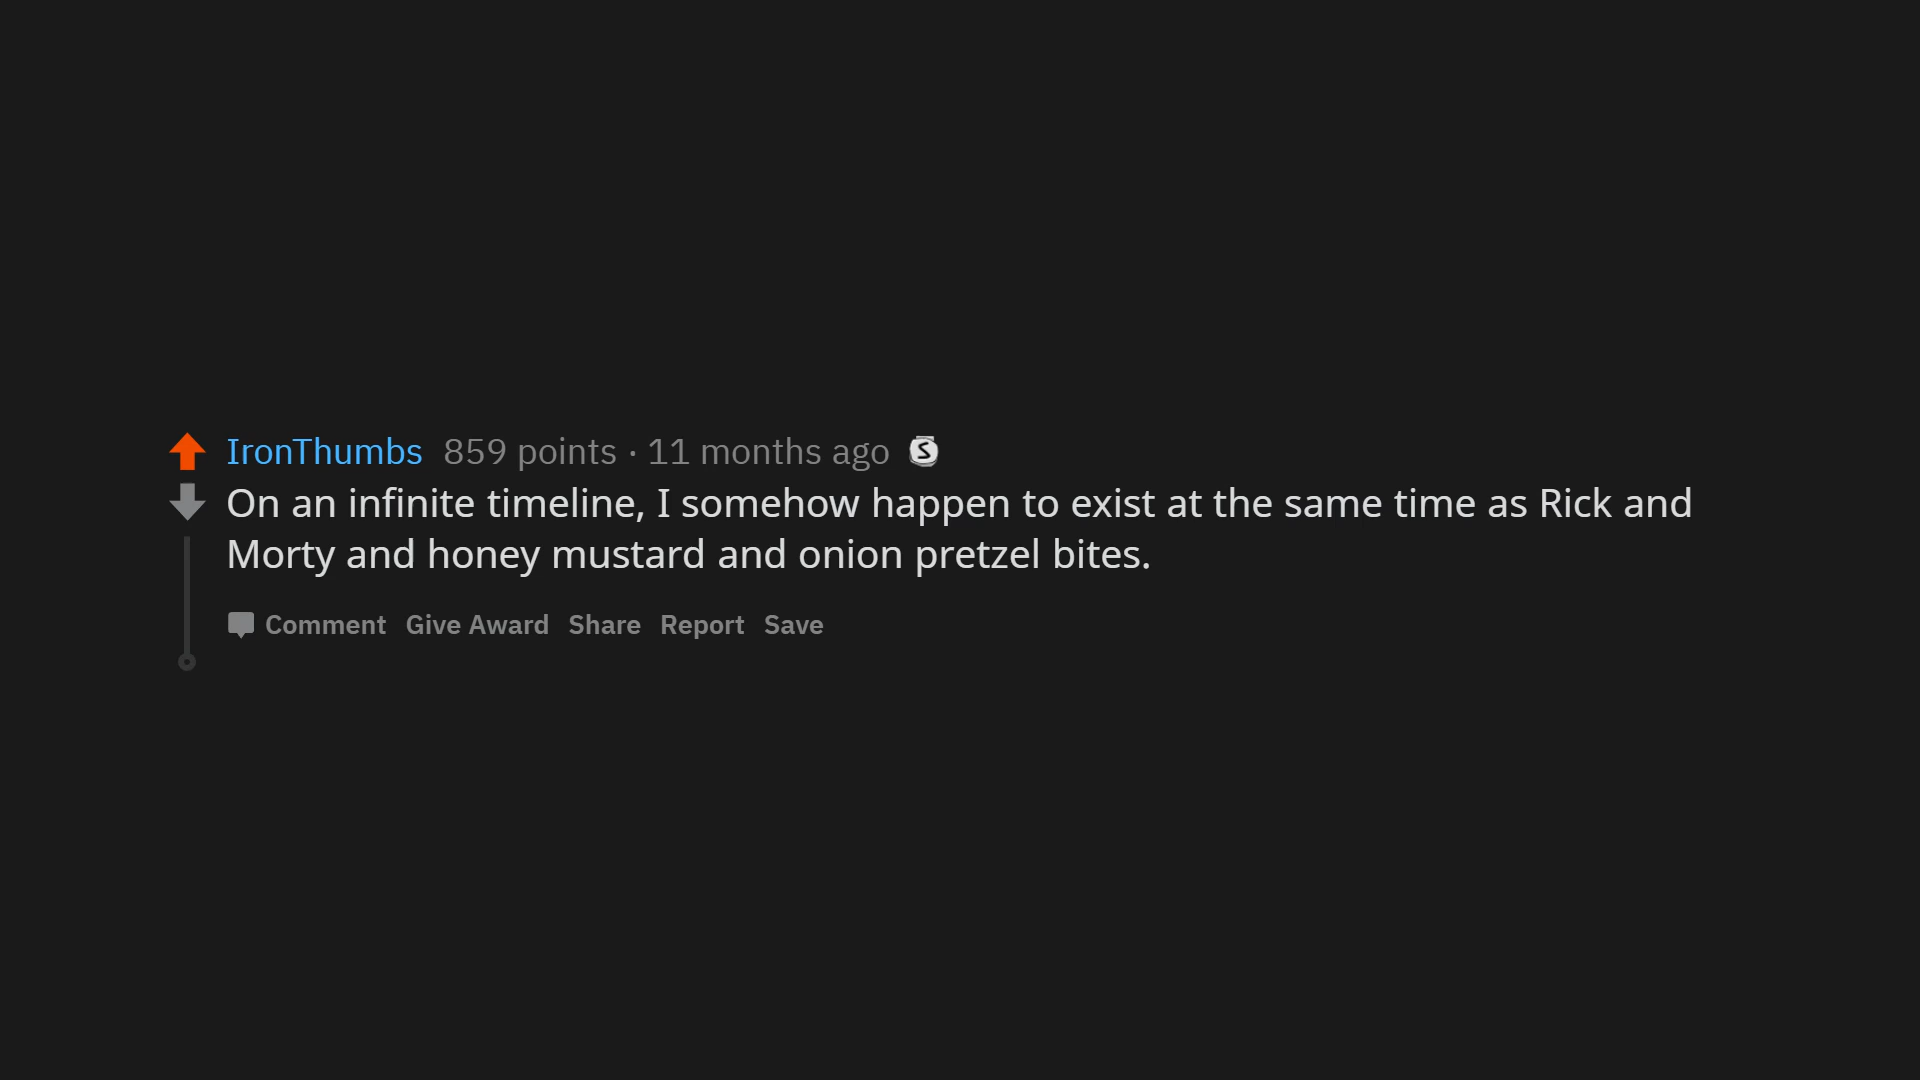 IronThumbs 859 points · 11 months ago S
On an infinite timeline, I somehow happen to exist at the same time as Rick and
Morty and honey mustard and onion pretzel bites.
Comment Give Award Share Report Save